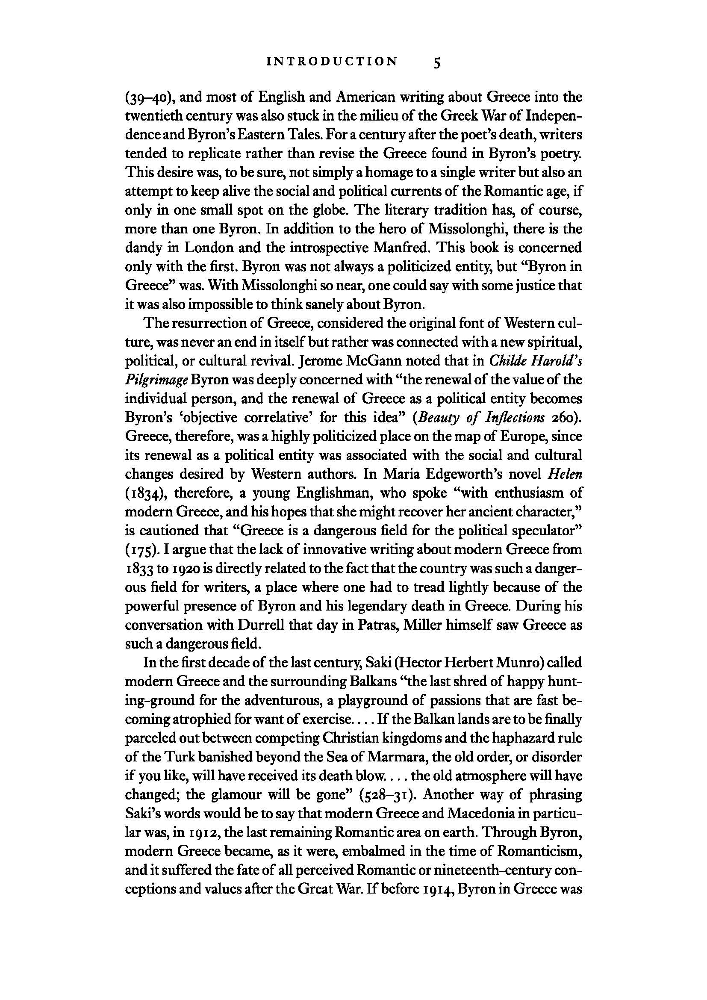 INTRODUCTION 5
(39–40), and most of English and American writing about Greece into the
twentieth century was also stuck in the milieu of the Greek War of Indepen-
dence and Byron’s Eastern Tales. For a century after the poet’s death, writers
tended to replicate rather than revise the Greece found in Byron’s poetry.
This desire was, to be sure, not simply a homage to a single writer but also an
attempt to keep alive the social and political currents of the Romantic age, if
only in one small spot on the globe. The literary tradition has, of course,
more than one Byron. In addition to the hero of Missolonghi, there is the
dandy in London and the introspective Manfred. This book is concerned
only with the first. Byron was not always a politicized entity, but “Byron in
Greece” was. With Missolonghi so near, one could say with some justice that
it was also impossible to think sanely about Byron.
The resurrection of Greece, considered the original font of Western cul-
ture, was never an end in itself but rather was connected with a new spiritual,
political, or cultural revival. Jerome McGann noted that in Childe Harold’s
Pilgrimage Byron was deeply concerned with “the renewal of the value of the
individual person, and the renewal of Greece as a political entity becomes
Byron’s ‘objective correlative’ for this idea” (Beauty of Inflections 260).
Greece, therefore, was a highly politicized place on the map of Europe, since
its renewal as a political entity was associated with the social and cultural
changes desired by Western authors. In Maria Edgeworth’s novel Helen
(1834), therefore, a young Englishman, who spoke “with enthusiasm of
modern Greece, and his hopes that she might recover her ancient character,”
is cautioned that “Greece is a dangerous field for the political speculator”
(175). I argue that the lack of innovative writing about modern Greece from
1833 to 1920 is directly related to the fact that the country was such a danger-
ous field for writers, a place where one had to tread lightly because of the
powerful presence of Byron and his legendary death in Greece. During his
conversation with Durrell that day in Patras, Miller himself saw Greece as
such a dangerous field.
In the first decade of the last century, Saki (Hector Herbert Munro) called
modern Greece and the surrounding Balkans “the last shred of happy hunt-
ing-ground for the adventurous, a playground of passions that are fast be-
coming atrophied for want of exercise. . . . If the Balkan lands are to be finally
parceled out between competing Christian kingdoms and the haphazard rule
of the Turk banished beyond the Sea of Marmara, the old order, or disorder
if you like, will have received its death blow. . . . the old atmosphere will have
changed; the glamour will be gone” (528–31). Another way of phrasing
Saki’s words would be to say that modern Greece and Macedonia in particu-
lar was, in 1912, the last remaining Romantic area on earth. Through Byron,
modern Greece became, as it were, embalmed in the time of Romanticism,
and it suffered the fate of all perceived Romantic or nineteenth-century con-
ceptions and values after the Great War. If before 1914, Byron in Greece was